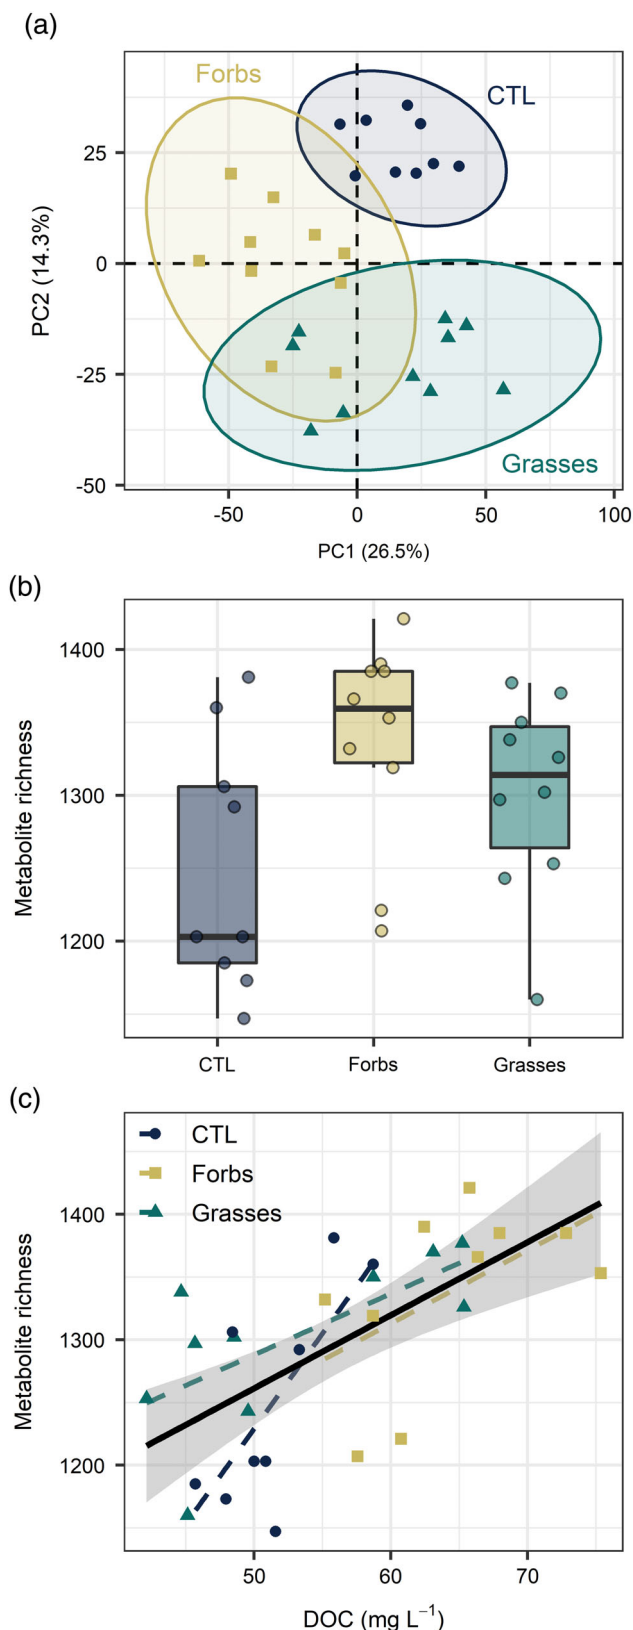 (a)
Forbs
CTL
25
0
-25
-50
PC2 (14.3%)
Grasses
-50
0
50
100
PC1 (26.5%)
(b)
1400
1300
1200
Metabolite richness
CTL
Forbs
Grasses
(c)
CTL
Forbs
Grasses
1400
1300
1200
Metabolite richness
50
60
70
DOC (mg L⁻¹)